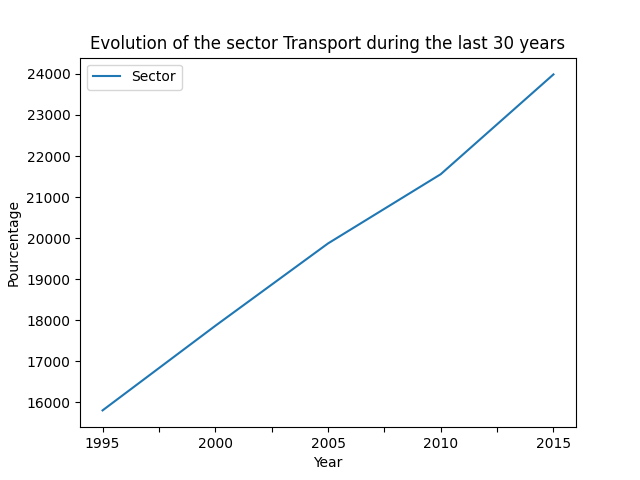 Evolution of the sector Transport during the last 30 years
Sector
24000
23000
22000
21000
20000
19000
18000
17000
16000
Pourcentage
1995 2000 2005 2010 2015
Year